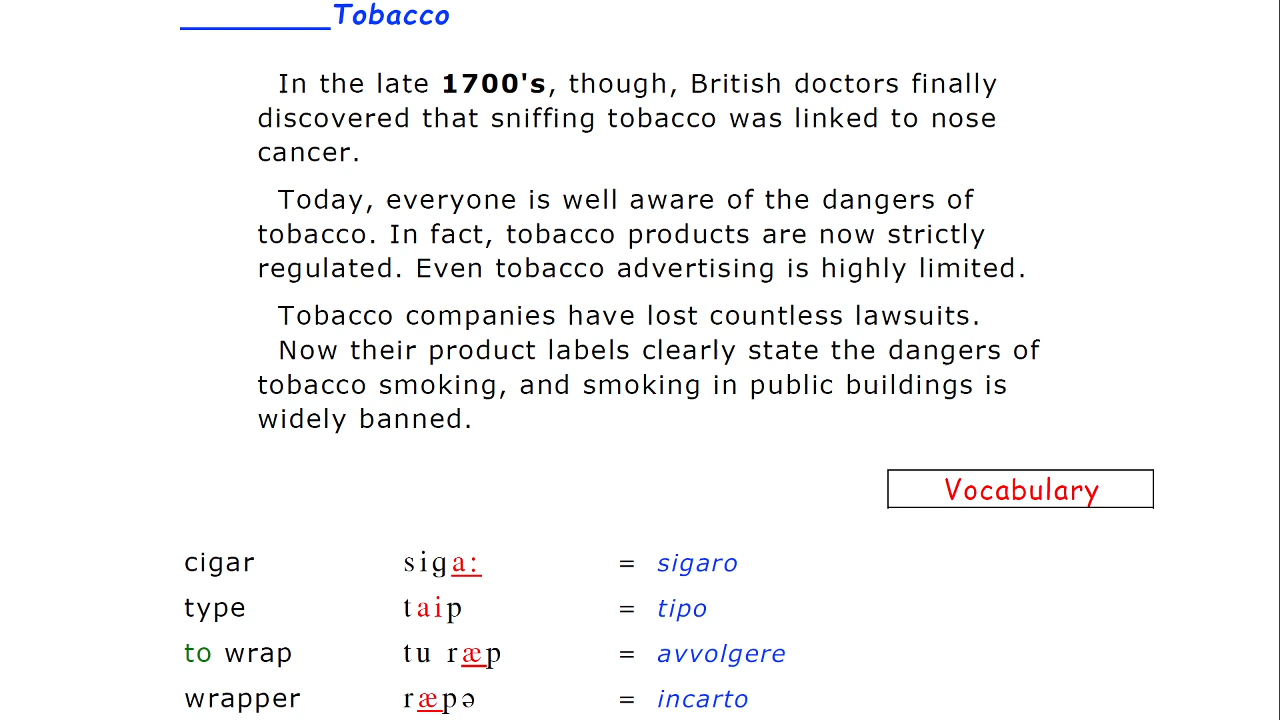 __________Tobacco
In the late 1700's, though, British doctors finally
discovered that sniffing tobacco was linked to nose
cancer.
Today, everyone is well aware of the dangers of
tobacco. In fact, tobacco products are now strictly
regulated. Even tobacco advertising is highly limited.
Tobacco companies have lost countless lawsuits.
Now their product labels clearly state the dangers of
tobacco smoking, and smoking in public buildings is
widely banned.
Vocabulary
cigar siga: = sigaro
type taip = tipo
to wrap tu ræp = avvolgere
wrapper ræpə = incarto